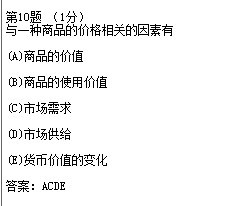 第10题 （1分）
与一种商品的价格相关的因素有
(A)商品的价值
(B)商品的使用价值
(C)市场需求
(D)市场供给
(E)货币价值的变化
答案：ACDE